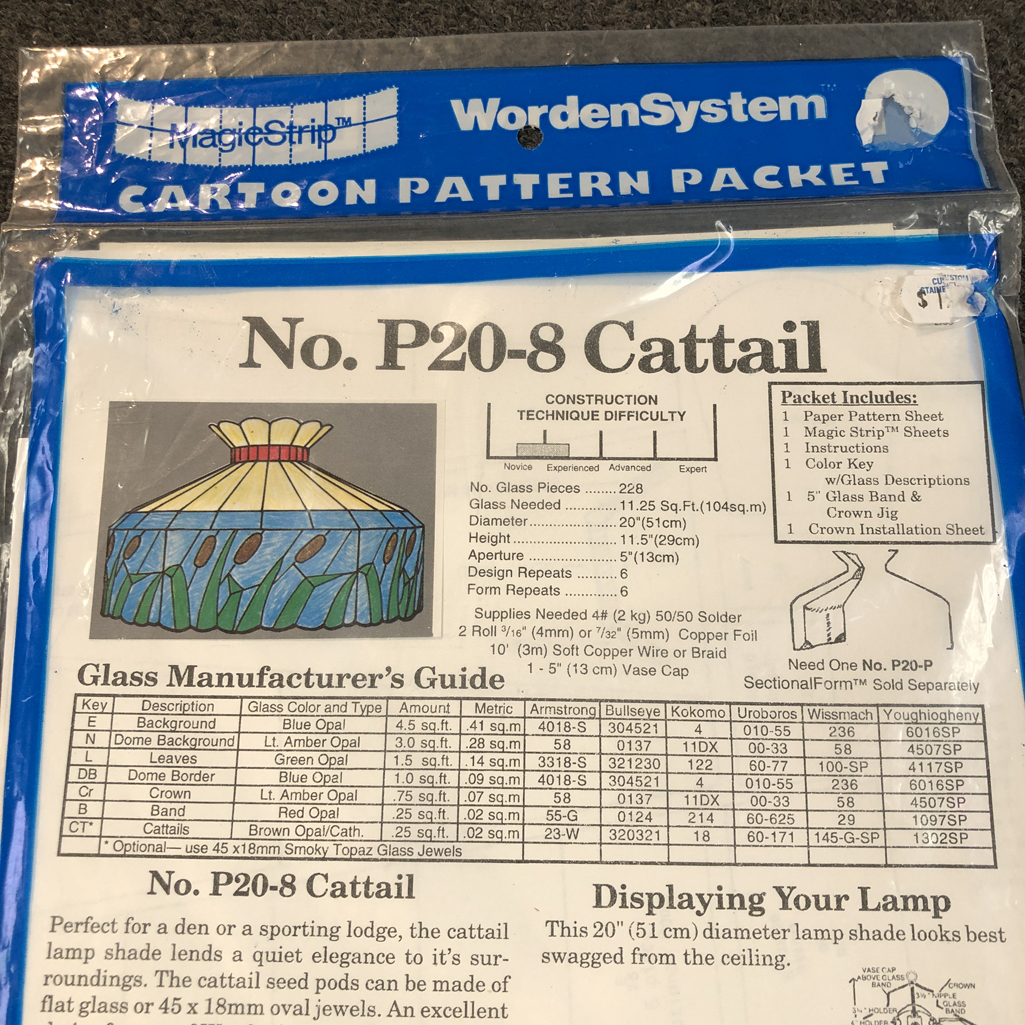 MagicStrip™
WordenSystem™
CARTOON PATTERN PACKET
$1
No. P20-8 Cattail
CONSTRUCTION
TECHNIQUE DIFFICULTY
Novice Experienced Advanced Expert
No. Glass Pieces ........ 228
Glass Needed ............ 11.25 Sq.Ft.(104sq.m)
Diameter..................... 20"(51cm)
Height......................... 11.5"(29cm)
Aperture ..................... 5"(13cm)
Design Repeats .......... 6
Form Repeats ............. 6
Supplies Needed 4# (2 kg) 50/50 Solder
2 Roll 3/16" (4mm) or 7/32" (5mm) Copper Foil
10' (3m) Soft Copper Wire or Braid
1 - 5" (13 cm) Vase Cap
Packet Includes:
1 Paper Pattern Sheet
1 Magic Strip™ Sheets
1 Instructions
1 Color Key
w/Glass Descriptions
1 5" Glass Band &
Crown Jig
1 Crown Installation Sheet
Need One No. P20-P
SectionalForm™ Sold Separately
Glass Manufacturer's Guide
Key Description Glass Color and Type Amount Metric Armstrong Bullseye Kokomo Uroboros Wissmach Youghiogheny
E Background Blue Opal 4.5 sq.ft. .41 sq.m 4018-S 304521 4 010-55 236 6016SP
N Dome Background Lt. Amber Opal 3.0 sq.ft. .28 sq.m 58 0137 11DX 00-33 58 4507SP
L Leaves Green Opal 1.5 sq.ft. .14 sq.m 3318-S 321230 122 60-77 100-SP 4117SP
DB Dome Border Blue Opal 1.0 sq.ft. .09 sq.m 4018-S 304521 4 010-55 236 6016SP
Cr Crown Lt. Amber Opal .75 sq.ft. .07 sq.m 58 0137 11DX 00-33 58 4507SP
B Band Red Opal .25 sq.ft. .02 sq.m 55-G 0124 214 60-625 29 1097SP
CT* Cattails Brown Opal/Cath. .25 sq.ft. .02 sq.m 23-W 320321 18 60-171 145-G-SP 1302SP
* Optional— use 45 x18mm Smoky Topaz Glass Jewels
No. P20-8 Cattail
Perfect for a den or a sporting lodge, the cattail
lamp shade lends a quiet elegance to it's sur-
roundings. The cattail seed pods can be made of
flat glass or 45 x 18mm oval jewels. An excellent
Displaying Your Lamp
This 20" (51 cm) diameter lamp shade looks best
swagged from the ceiling.
VASE CAP
ABOVE GLASS
BAND
CROWN
NIPPLE
GLASS
BAND
HOLDER
HOLDER